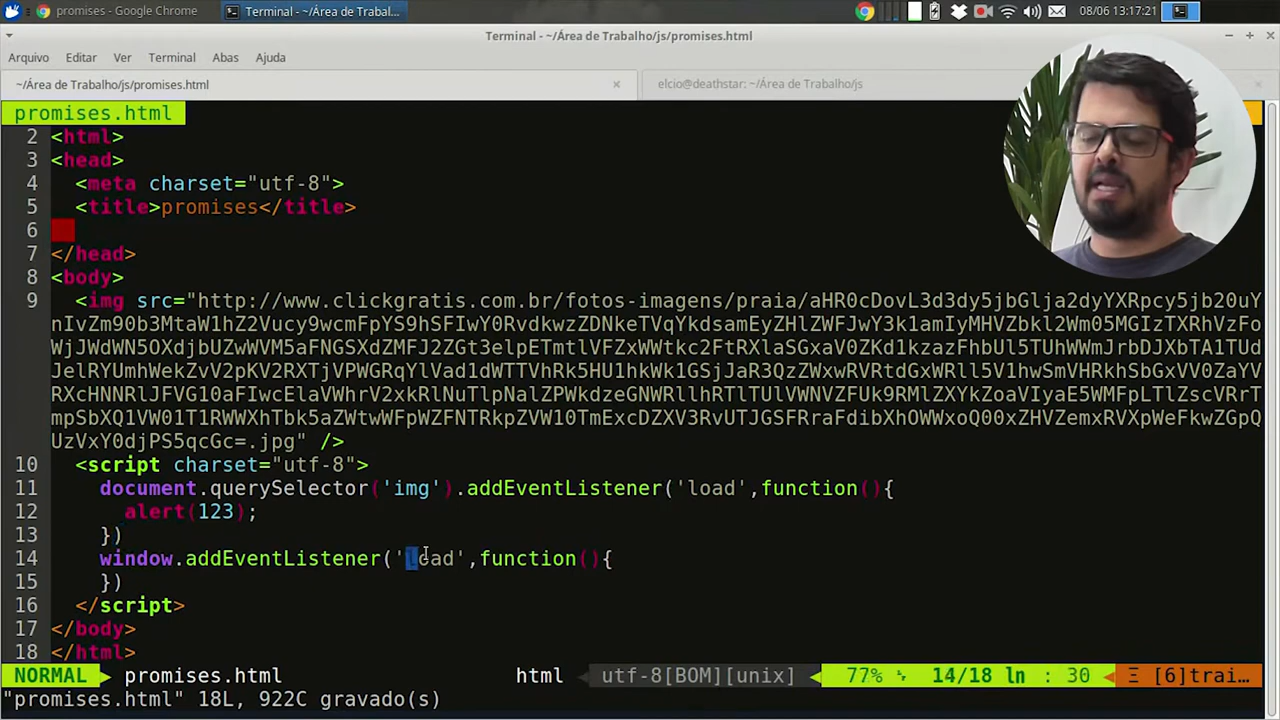 promises - Google Chrome
Terminal - ~/Área de Trabal...
08/06 13:17:21
Terminal - ~/Área de Trabalho/js/promises.html
Arquivo Editar Ver Terminal Abas Ajuda
~/Área de Trabalho/js/promises.html
elcio@deathstar: ~/Área de Trabalho/js
promises.html
2 <html>
3 <head>
4 <meta charset="utf-8">
5 <title>promises</title>
6
7 </head>
8 <body>
9 <img src="http://www.clickgratis.com.br/fotos-imagens/praia/aHR0cDovL3d3dy5jbGlja2dyYXRpcy5jb20uY
nIvZm90b3MtaW1hZ2Vucy9wcmFpYS9hSFIwY0RvdkwzZDNkeTVqYkdsamEyZHlZWFJwY3k1amIyMHVZbkl2Wm05MGIzTXRhVzFo
WjJWdWN5OXdjbUZwWVM5aFNGSXdZMFJ2ZGt3elpETmtlVFZxWWtkc2FtRXlaSGxaV0ZKd1kzazFhbUl5TUhWWmJrbDJXbTA1TUd
JelRYUmhWekZvV2pKV2RXTjVPWGRqYlVad1dWTTVhRk5HU1hkWk1GSjJaR3QzZWxwRVRtdGxWRll5V1hwSmVHRkhSbGxVV0ZaYV
RXcHNNRlJFVG10aFIwcElaVWhrV2xkRlNuTlpNalZPWkdzeGNWRllhRlTUlVWNVZFUk9RMlZXYkZoaVIyaE5WMFpLTlZscVRrT
mpSbXQ1VW01T1RWWXhTbk5aZWtwWFpWZFNTRkpZVW10TmExcDZXV3RvUTJGSFRraFdibXhOWWxoQ00xZHVZemxRVXpWeFkwZGpQ
UzVxY0djPS5qcGc=.jpg" />
10 <script charset="utf-8">
11 document.querySelector('img').addEventListener('load',function(){
12 alert(123);
13 })
14 window.addEventListener('load',function(){
15 })
16 </script>
17 </body>
18 </html>
NORMAL promises.html html utf-8[BOM][unix] 77% 14/18 ln : 30 Ξ [6]trai...
"promises.html" 18L, 922C gravado(s)